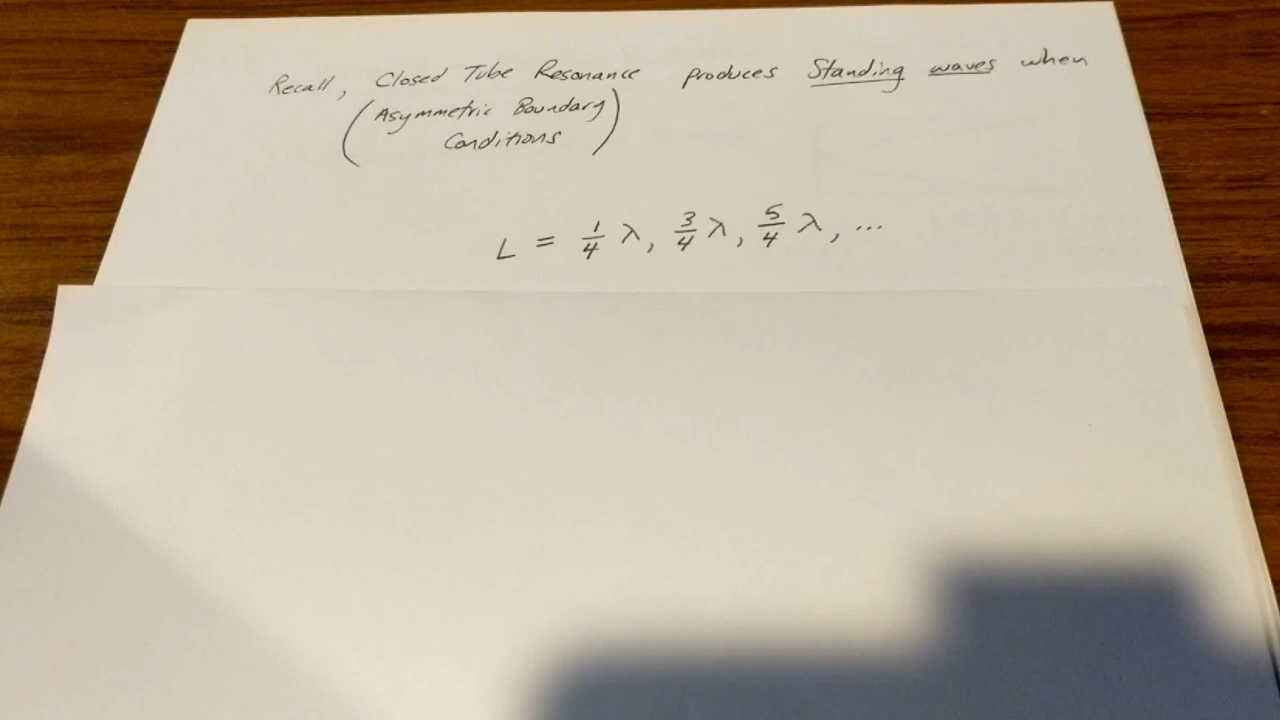 Recall, Closed Tube Resonance produces Standing waves when
(Asymmetric Boundary
Conditions)
L = 1/4 λ, 3/4 λ, 5/4 λ, ...